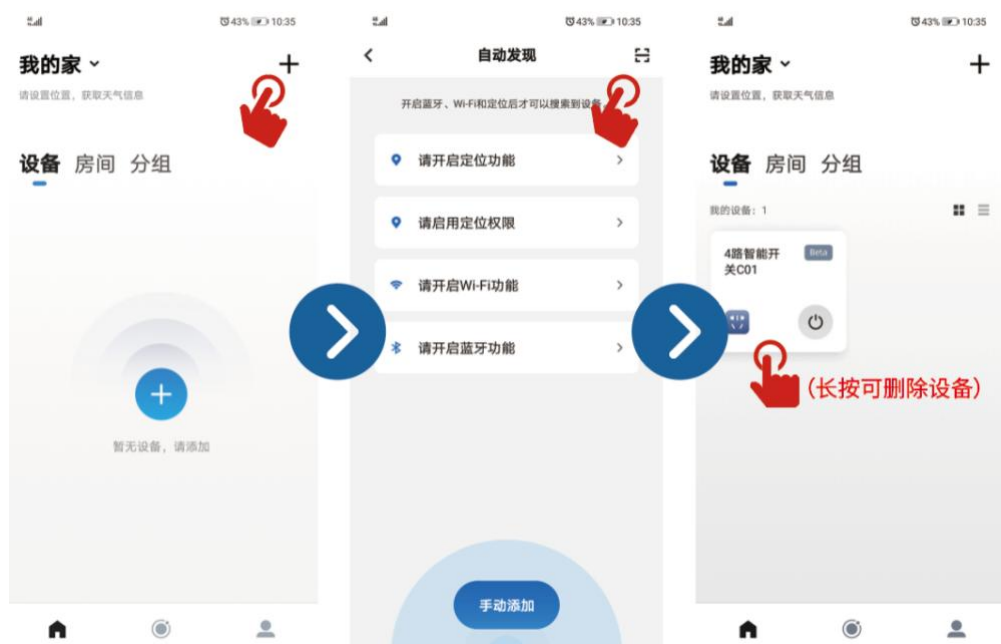 43% 10:35
我的家
请设置位置，获取天气信息
设备 房间 分组
暂无设备，请添加
43% 10:35
自动发现
开启蓝牙、Wi-Fi和定位后才可以搜索到设备
请开启定位功能
请启用定位权限
请开启Wi-Fi功能
请开启蓝牙功能
手动添加
43% 10:35
我的家
请设置位置，获取天气信息
设备 房间 分组
我的设备：1
4路智能开
关C01
Beta
（长按可删除设备）